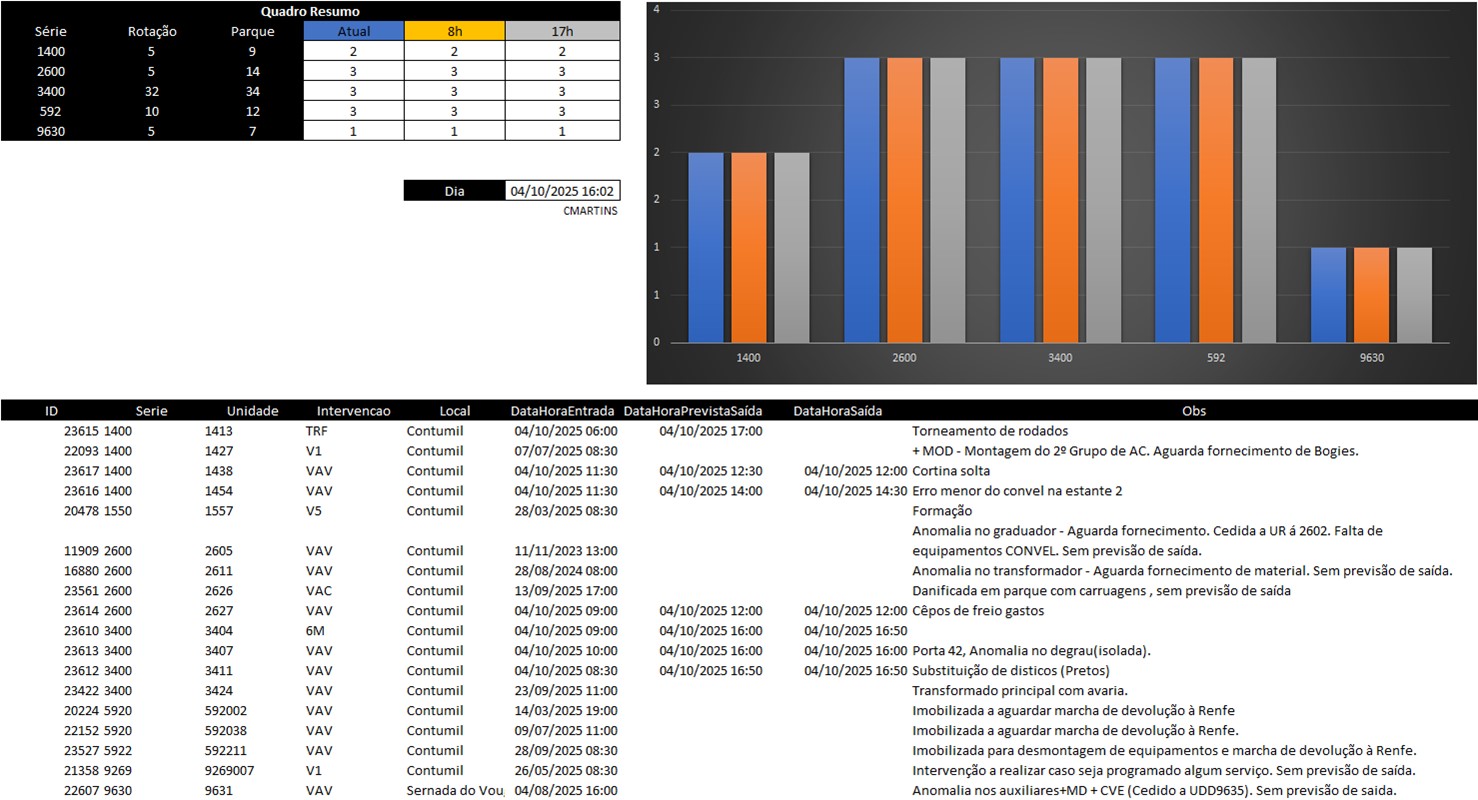 Quadro Resumo
Série Rotação Parque Atual 8h 17h
1400 5 9 2 2 2
2600 5 14 3 3 3
3400 32 34 3 3 3
592 10 12 3 3 3
9630 5 7 1 1 1
Dia 04/10/2025 16:02
CMARTINS
4
3
3
2
2
1
1
0
1400 2600 3400 592 9630
ID Serie Unidade Intervencao Local DataHoraEntrada DataHoraPrevistaSaída DataHoraSaída Obs
23615 1400 1413 TRF Contumil 04/10/2025 06:00 04/10/2025 17:00 Torneamento de rodados
22093 1400 1427 V1 Contumil 07/07/2025 08:30 + MOD - Montagem do 2º Grupo de AC. Aguarda fornecimento de Bogies.
23617 1400 1438 VAV Contumil 04/10/2025 11:30 04/10/2025 12:30 04/10/2025 12:00 Cortina solta
23616 1400 1454 VAV Contumil 04/10/2025 11:30 04/10/2025 14:00 04/10/2025 14:30 Erro menor do convel na estante 2
20478 1550 1557 V5 Contumil 28/03/2025 08:30 Formação
Anomalia no graduador - Aguarda fornecimento. Cedida a UR á 2602. Falta de
11909 2600 2605 VAV Contumil 11/11/2023 13:00 equipamentos CONVEL. Sem previsão de saída.
16880 2600 2611 VAV Contumil 28/08/2024 08:00 Anomalia no transformador - Aguarda fornecimento de material. Sem previsão de saída.
23561 2600 2626 VAC Contumil 13/09/2025 17:00 Danificada em parque com carruagens , sem previsão de saída
23614 2600 2627 VAV Contumil 04/10/2025 09:00 04/10/2025 12:00 04/10/2025 12:00 Cêpos de freio gastos
23610 3400 3404 6M Contumil 04/10/2025 09:00 04/10/2025 16:00 04/10/2025 16:50
23613 3400 3407 VAV Contumil 04/10/2025 10:00 04/10/2025 16:00 04/10/2025 16:00 Porta 42, Anomalia no degrau(isolada).
23612 3400 3411 VAV Contumil 04/10/2025 08:30 04/10/2025 16:50 04/10/2025 16:50 Substituição de disticos (Pretos)
23422 3400 3424 VAV Contumil 23/09/2025 11:00 Transformado principal com avaria.
20224 5920 592002 VAV Contumil 14/03/2025 19:00 Imobilizada a aguardar marcha de devolução à Renfe
22152 5920 592038 VAV Contumil 09/07/2025 11:00 Imobilizada a aguardar marcha de devolução à Renfe.
23527 5922 592211 VAV Contumil 28/09/2025 08:30 Imobilizada para desmontagem de equipamentos e marcha de devolução à Renfe.
21358 9269 9269007 V1 Contumil 26/05/2025 08:30 Intervenção a realizar caso seja programado algum serviço. Sem previsão de saída.
22607 9630 9631 VAV Sernada do Vou 04/08/2025 16:00 Anomalia nos auxiliares+MD + CVE (Cedido a UDD9635). Sem previsão de saida.